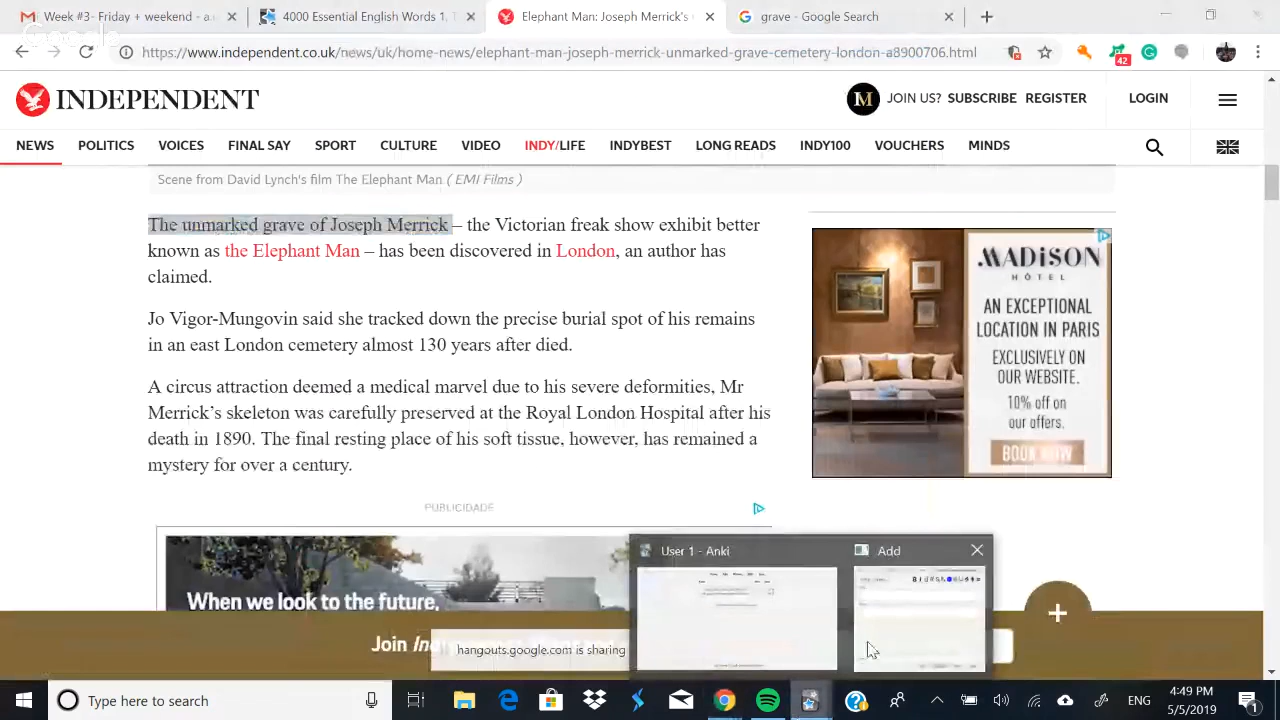 Week #3- Friday + weekend - a
4000 Essential Words 1,
Elephant Man: Joseph Merrick's
grave - Google Search
https://www.independent.co.uk/news/uk/home-news/elephant-man-joseph-merrick-unmarked-grave-cemetery-london-a8900706.html
42
INDEPENDENT
M JOIN US? SUBSCRIBE REGISTER LOGIN
NEWS POLITICS VOICES FINAL SAY SPORT CULTURE VIDEO INDY/LIFE INDYBEST LONG READS INDY100 VOUCHERS MINDS
Scene from David Lynch's film The Elephant Man ( EMI Films )
The unmarked grave of Joseph Merrick – the Victorian freak show exhibit better
known as the Elephant Man – has been discovered in London, an author has
claimed.
Jo Vigor-Mungovin said she tracked down the precise burial spot of his remains
in an east London cemetery almost 130 years after died.
A circus attraction deemed a medical marvel due to his severe deformities, Mr
Merrick's skeleton was carefully preserved at the Royal London Hospital after his
death in 1890. The final resting place of his soft tissue, however, has remained a
mystery for over a century.
MADISON
HÔTEL
AN EXCEPTIONAL
LOCATION IN PARIS
EXCLUSIVELY ON
OUR WEBSITE.
10% off on
our offers.
BOOK NOW
PUBLICIDADE
When we look to the future,
User 1 - Anki
Add
Join
hangouts.google.com is sharing
Type here to search
ENG
4:49 PM
5/5/2019
1